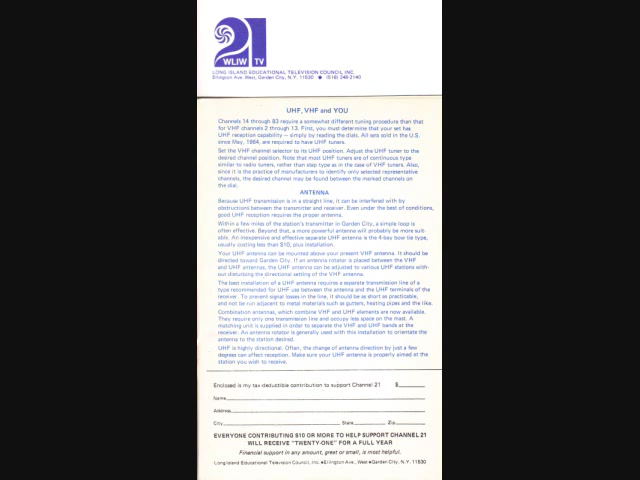 21
WLIW TV
LONG ISLAND EDUCATIONAL TELEVISION COUNCIL INC.
Ellington Ave. West, Garden City, N.Y. 11530 ● (516)
UHF, VHF and YOU
Channels 14 through 83 require a somewhat different tuning procedure than that
for VHF channels 2 through 13. First, you must determine that your set has
UHF reception capability — simply by reading the dials. All sets sold in the U.S.
since May, 1964, are required to have UHF tuners.
Set the VHF channel selector to its UHF position. Adjust the UHF tuner to the
desired channel position. Note that most UHF tuners are of continuous type
similar to radio tuners, rather than step type as in the case of VHF tuners. Also,
since it is the practice of manufacturers to identify only selected representative
channels, the desired channel may be found between the marked channels on
the dial.
ANTENNA
Because UHF transmission is in a straight line, it can be interfered with by
obstructions between the transmitter and receiver. Even under the best of conditions,
good UHF reception requires the proper antenna.
Within a few miles of the station's transmitter in Garden City, a simple loop is
often effective. Beyond that, a more powerful antenna will probably be more suit-
able. An inexpensive and effective separate UHF antenna is the 4-bay bow tie type,
usually costing less than $10, plus installation.
Your UHF antenna can be mounted above your present VHF antenna. It should be
directed toward Garden City. If an antenna rotator is placed between the VHF
and UHF antennas, the UHF antenna can be adjusted to various UHF stations with-
out disturbing the directional setting of the VHF antenna.
The best installation of a UHF antenna requires a separate transmission line of a
type recommended for UHF use between the antenna and the UHF terminals of the
receiver. To prevent signal losses in the line, it should be as short as practicable,
and not be run adjacent to metal materials such as gutters, heating pipes and the like.
Combination antennas, which combine VHF and UHF elements are now available.
They require only one transmission line and occupy less space on the mast. A
matching unit is supplied in order to separate the VHF and UHF bands at the
receiver. An antenna rotator is generally used with this installation to orientate the
antenna to the station desired.
UHF is highly directional. Often, the change of antenna direction by just a few
degrees can affect reception. Make sure your UHF antenna is properly aimed at the
station you wish to receive.
Enclosed is my tax-deductible contribution to support Channel 21 $
Name
Address
City State Zip
EVERYONE CONTRIBUTING $10 OR MORE TO HELP SUPPORT CHANNEL 21
WILL RECEIVE "TWENTY-ONE" FOR A FULL YEAR
Financial support in any amount, great or small, is most helpful.
Long Island Educational Television Council, Inc. ● Ellington Ave., West ● Garden City, N.Y. 11530